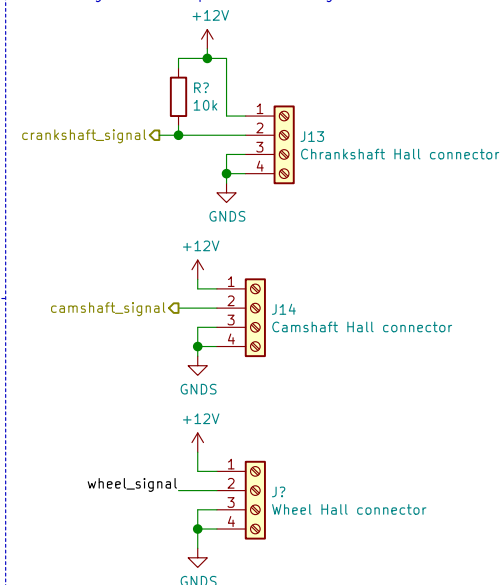 +12V
R?
10k
1
crankshaft_signal
2
J13
3
Chrankshaft Hall connector
4
GNDS
+12V
1
camshaft_signal
2
J14
3
Camshaft Hall connector
4
GNDS
+12V
1
wheel_signal
2
J?
3
Wheel Hall connector
4
GNDS